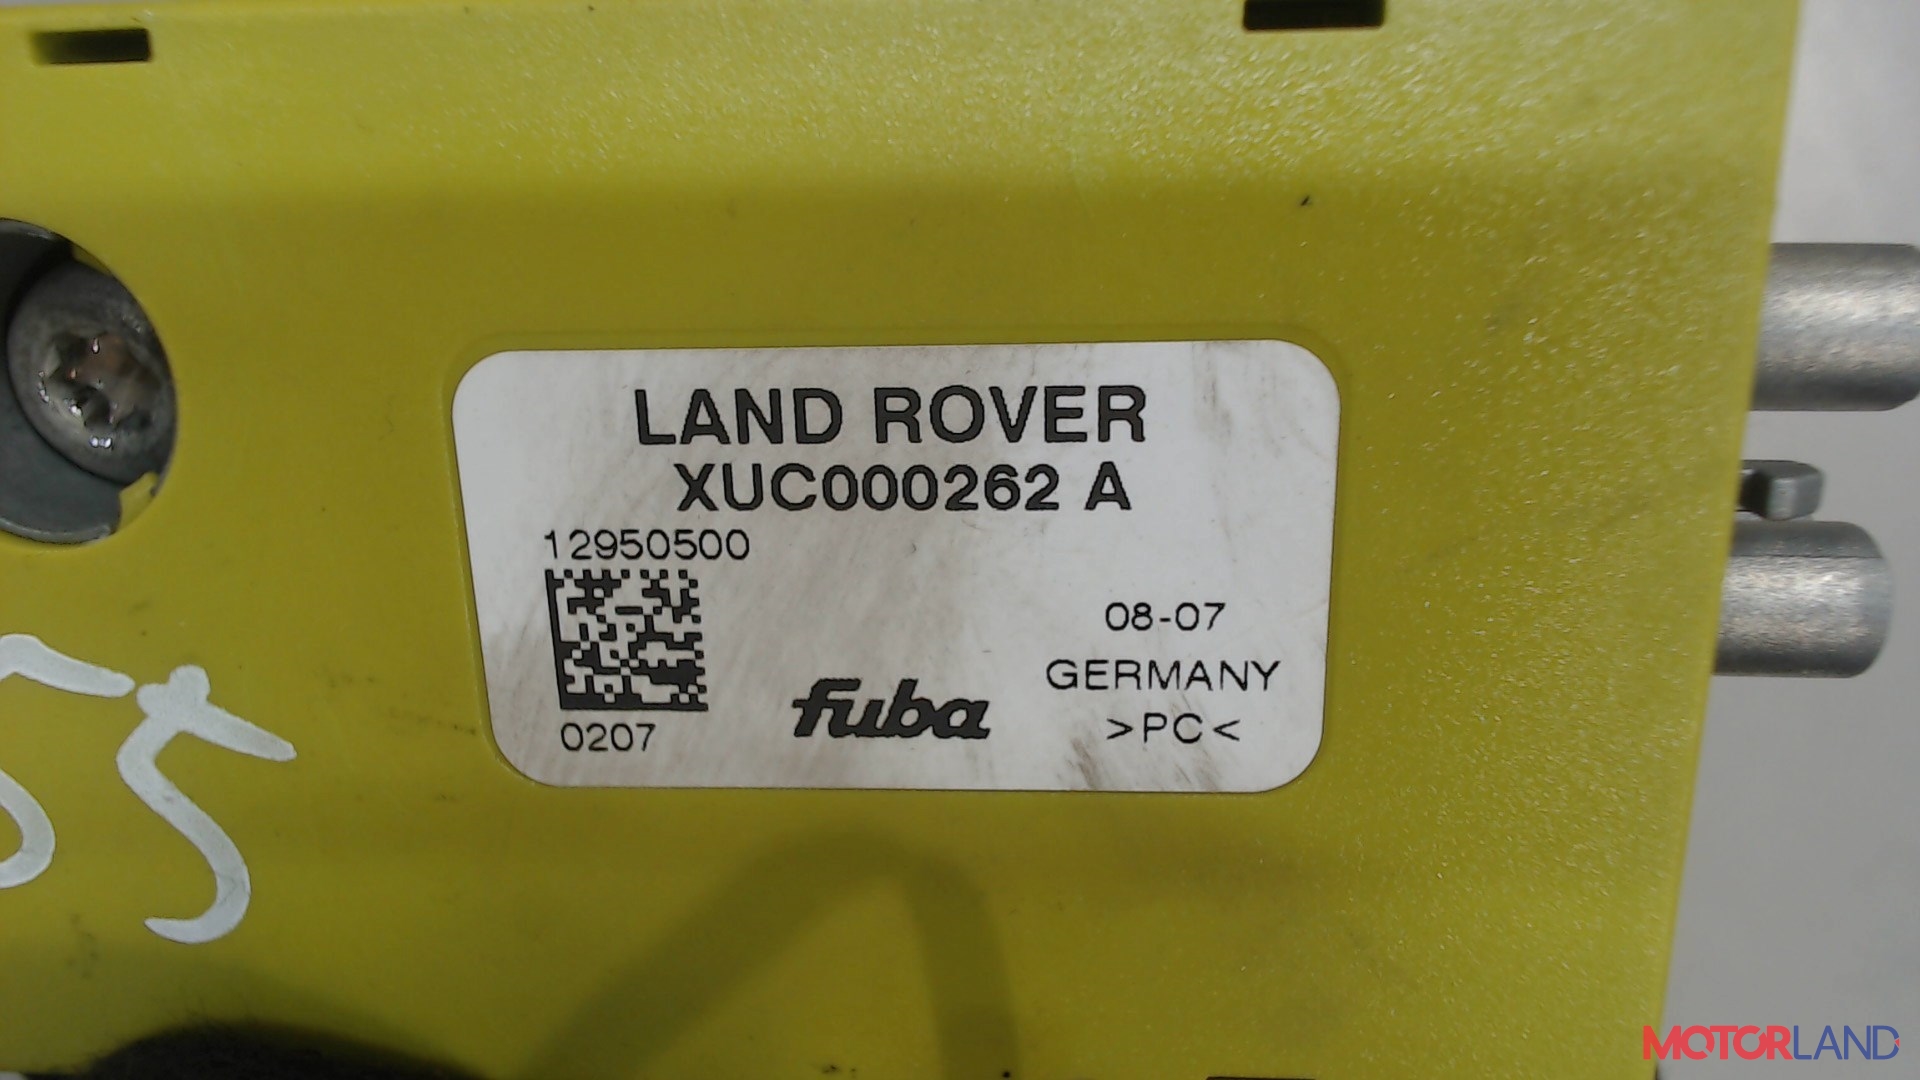 LAND ROVER
XUC000262 A
12950500
08-07
GERMANY
0207
fuba
>PC<
MOTORLAND